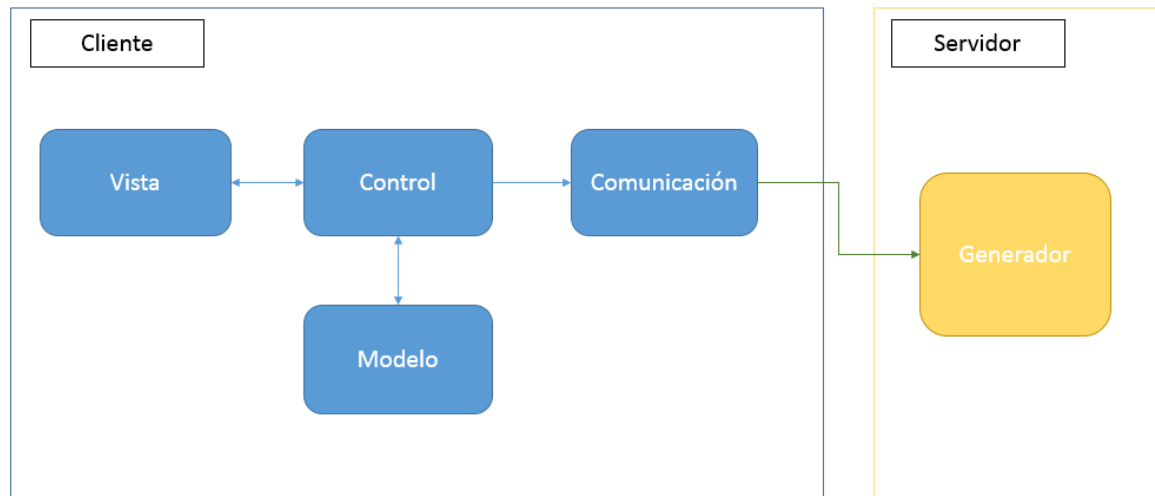 Cliente
Servidor
Vista
Control
Comunicación
Generador
Modelo